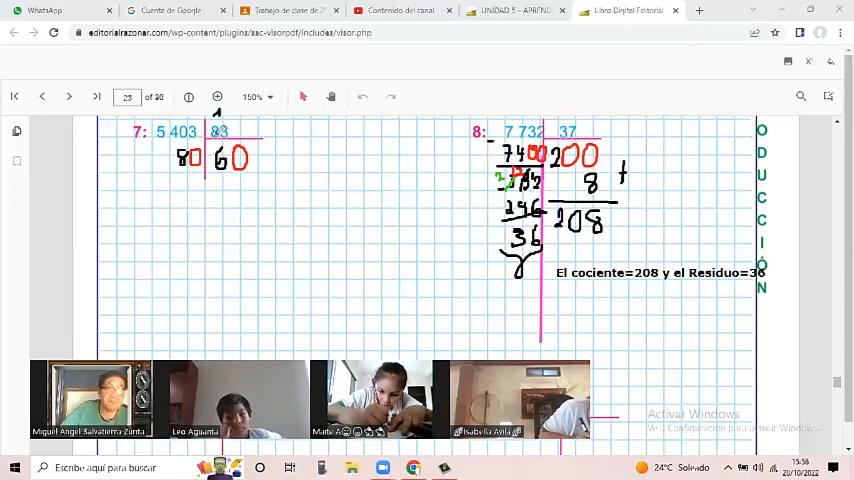 WhatsApp
Cuenta de Google
Trabajo de clase de 2°
Contenido del canal
UNIDAD 5 – APREN
Libro Digital Editorial
editorialrazonar.com/wp-content/plugins/sac-visorpdf/includes/visor.php
23 of 30
150%
7: 5 403 83
80 60
8: 7 732 37
7400 200
8 +
296 208
36
El cociente=208 y el Residuo=36
O
D
U
C
C
I
Ó
N
Miguel Angel Salvatierra Zurita
Leo Aguanta
Isabella Avila
Activar Windows
Escribe aquí para buscar
24°C Soleado
15:56
28/10/2022